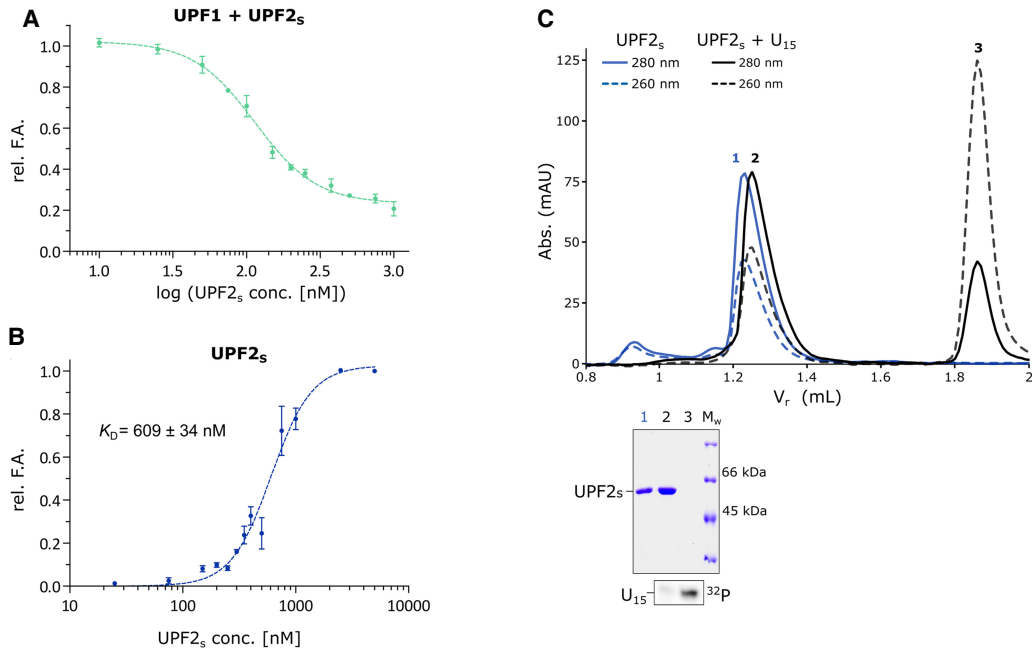 A
UPF1 + UPF2s
rel. F.A.
1.0
0.8
0.6
0.4
0.2
0.0
1.0 1.5 2.0 2.5 3.0
log (UPF2s conc. [nM])
B
UPF2s
rel. F.A.
1.0
0.8
0.6
0.4
0.2
0.0
KD= 609 ± 34 nM
10 100 1000 10000
UPF2s conc. [nM]
C
UPF2s UPF2s + U15
280 nm 280 nm
260 nm 260 nm
3
1 2
Abs. (mAU)
125
100
75
50
25
0
0.8 1 1.2 1.4 1.6 1.8 2
Vr (mL)
1 2 3 Mw
66 kDa
UPF2s
45 kDa
U15 32P